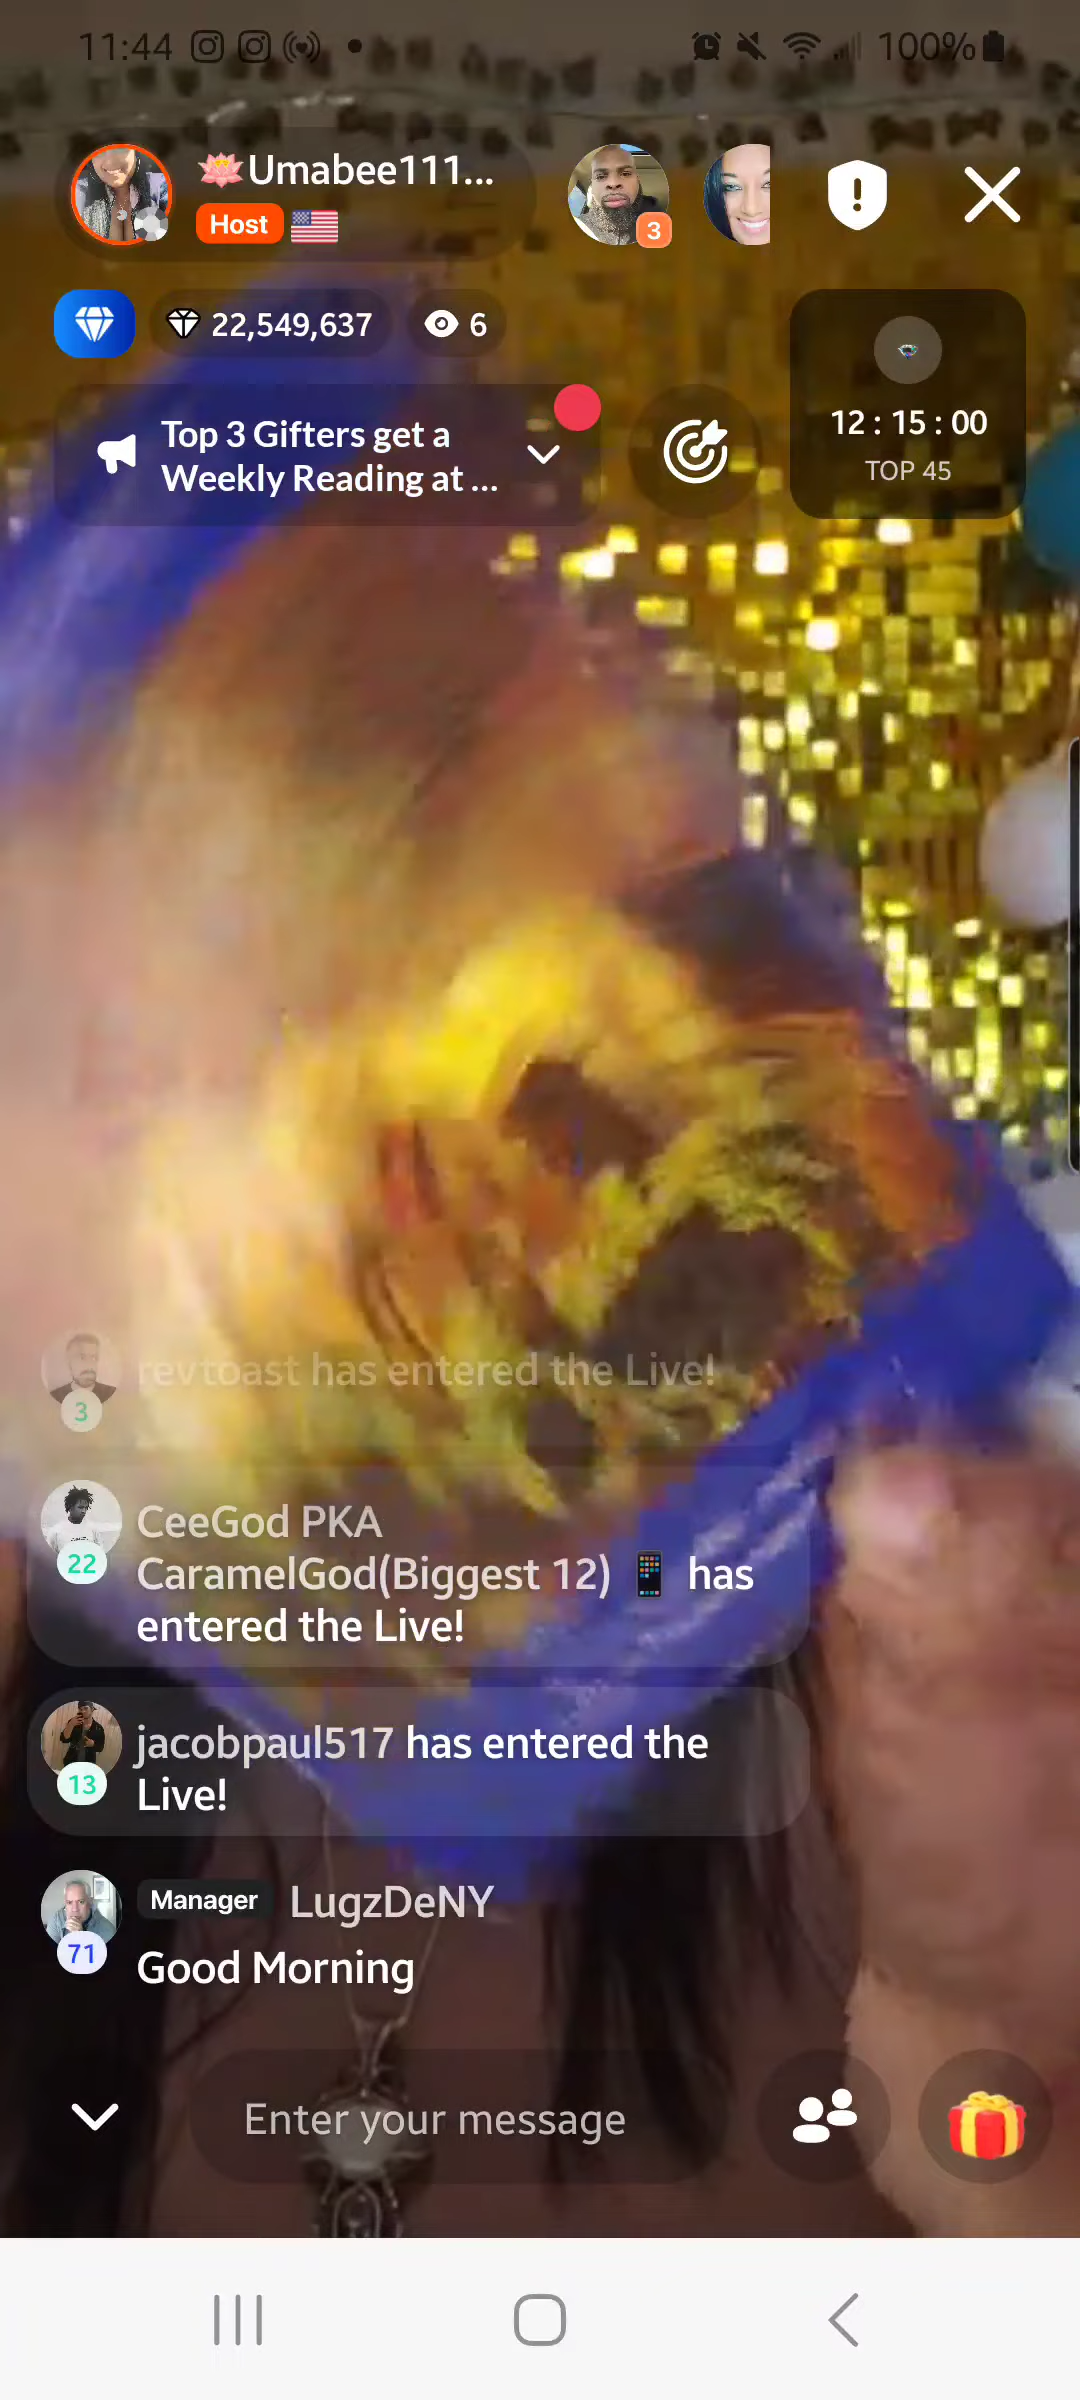 11:44 100%
🪷Umabee111...
Host
3
22,549,637 6
Top 3 Gifters get a
Weekly Reading at ...
12 : 15 : 00
TOP 45
revtoast has entered the Live!
3
CeeGod PKA
CaramelGod(Biggest 12) 📱 has
entered the Live!
22
jacobpaul517 has entered the
Live!
13
Manager LugzDeNY
71
Good Morning
Enter your message